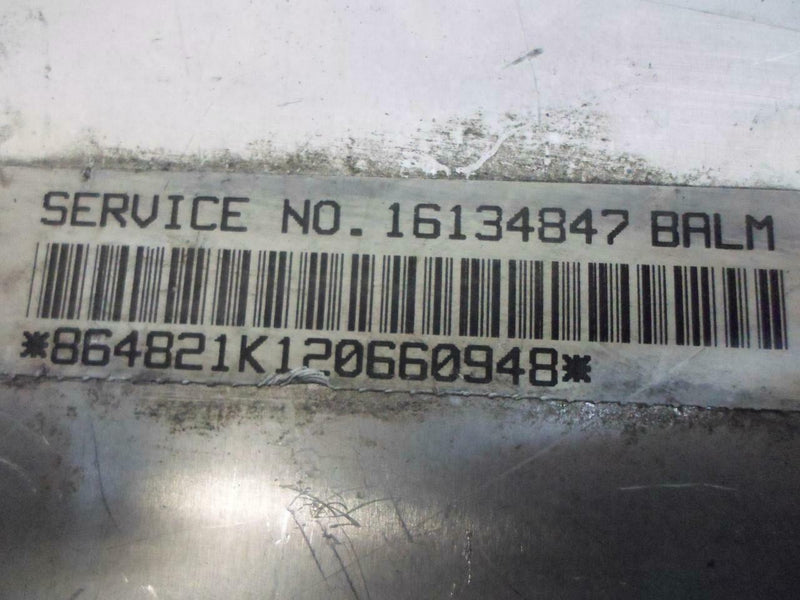 SERVICE NO. 16134847 BALM
*864821K120660948*